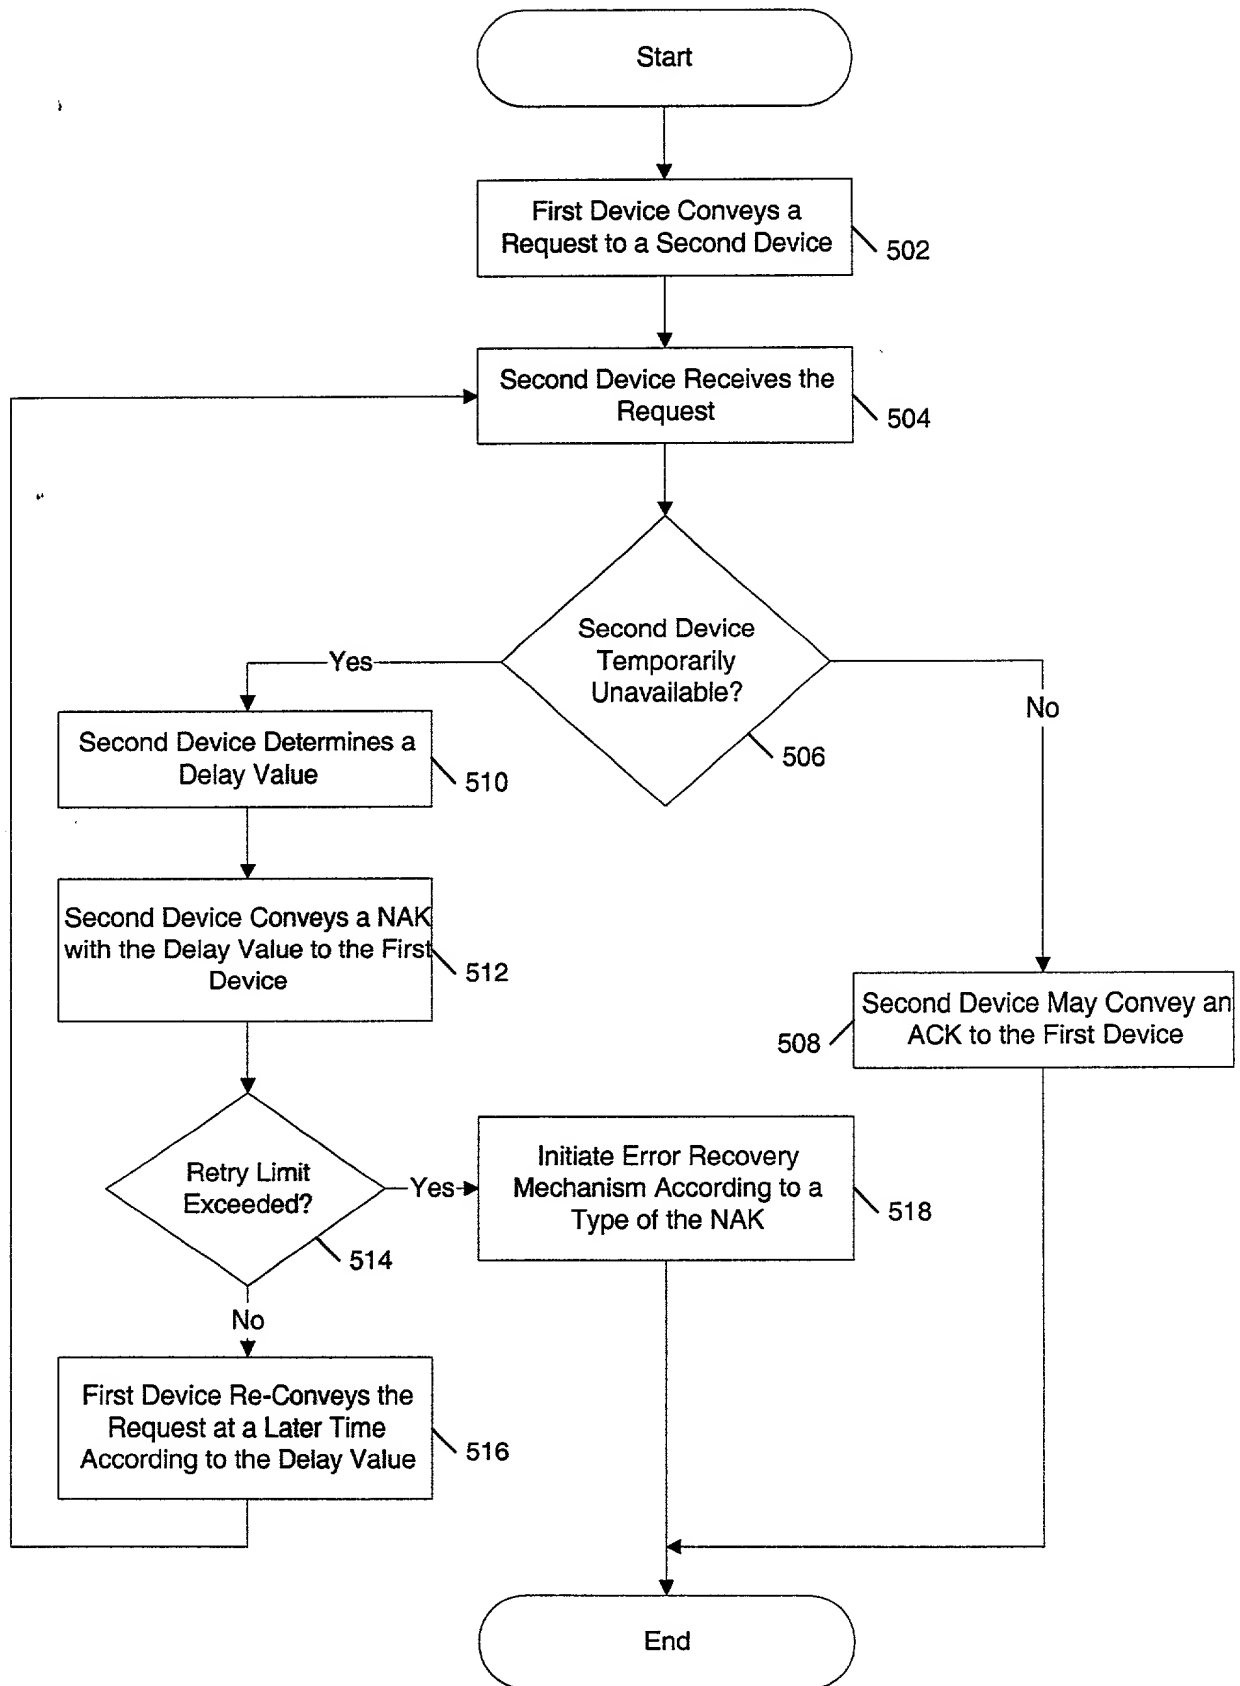 Start
First Device Conveys a
Request to a Second Device
502
Second Device Receives the
Request
504
Second Device
Temporarily
Unavailable?
506
Yes
No
Second Device Determines a
Delay Value
510
Second Device Conveys a NAK
with the Delay Value to the First
Device
512
Second Device May Convey an
ACK to the First Device
508
Retry Limit
Exceeded?
514
Yes
Initiate Error Recovery
Mechanism According to a
Type of the NAK
518
No
First Device Re-Conveys the
Request at a Later Time
According to the Delay Value
516
End